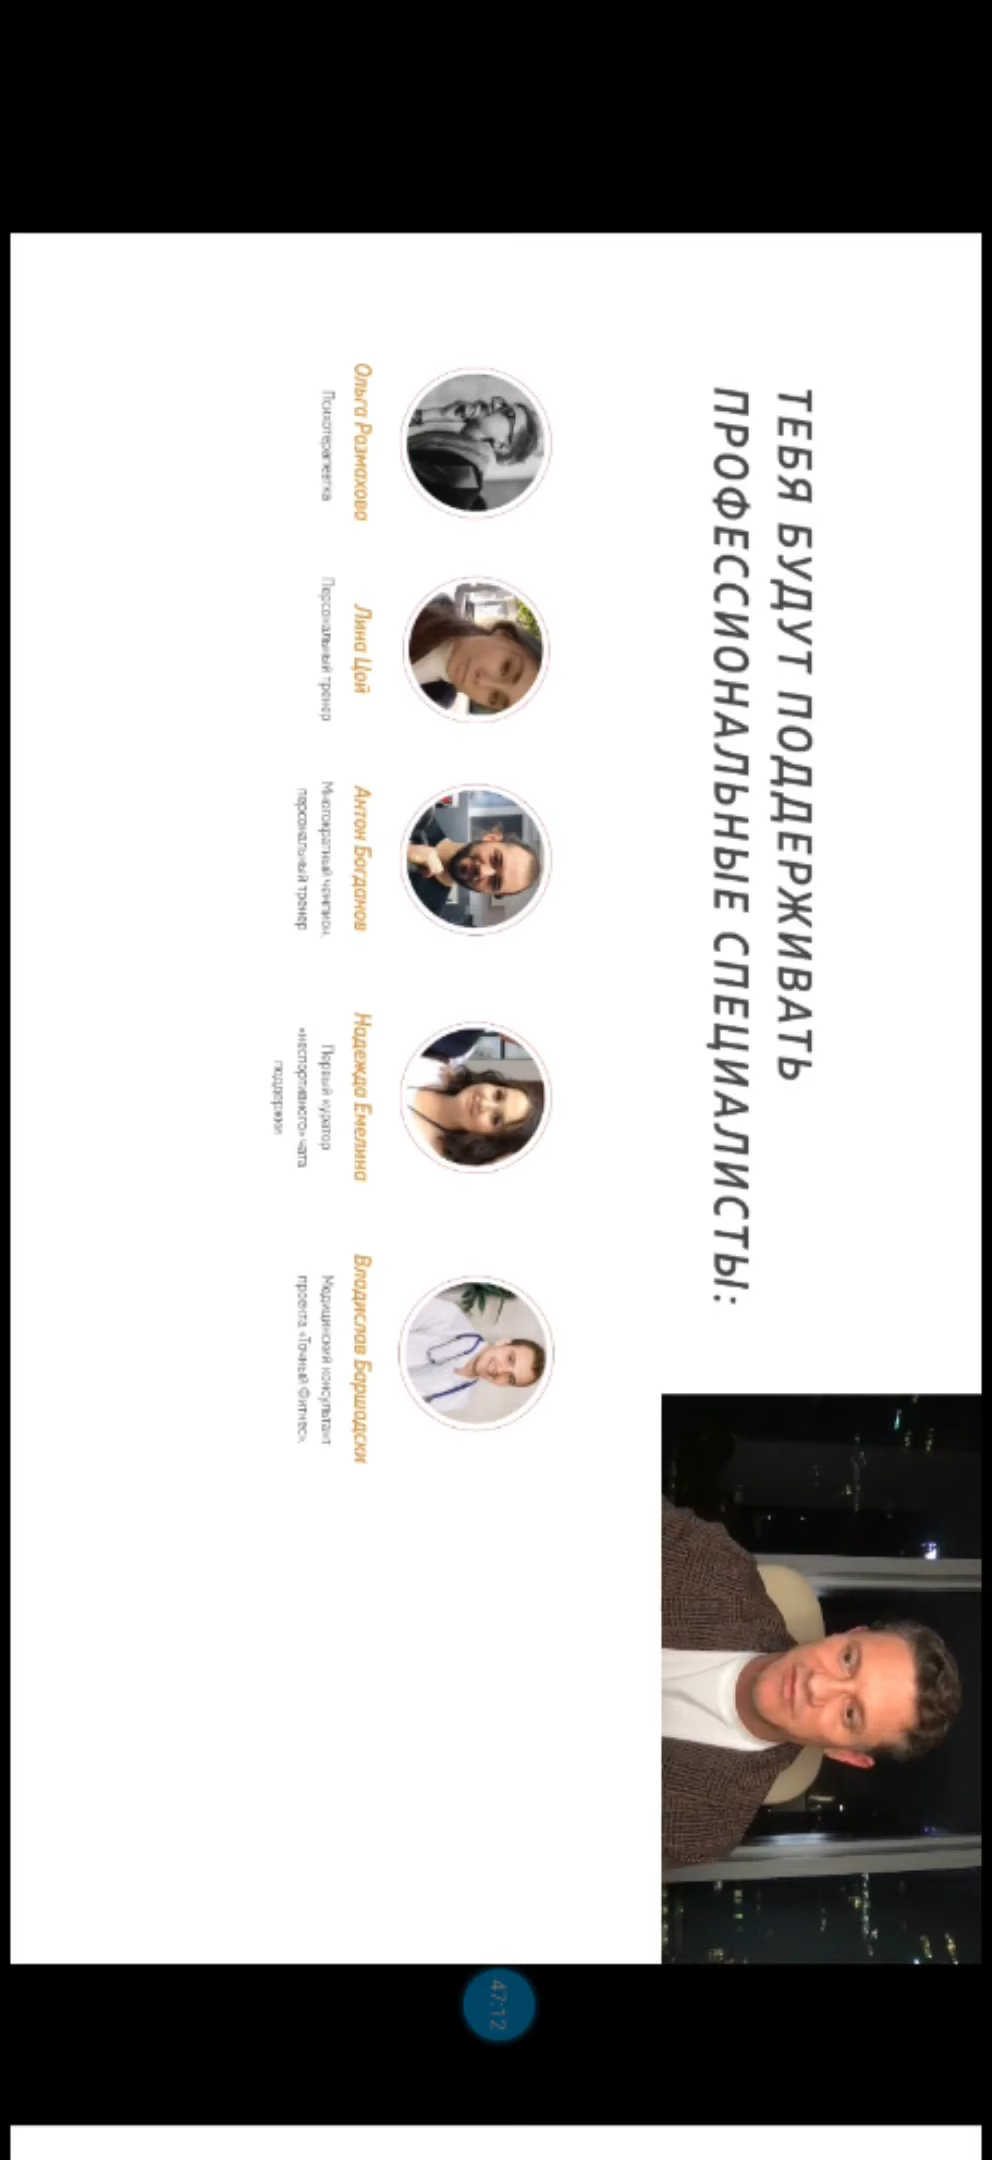 ТЕБЯ БУДУТ ПОДДЕРЖИВАТЬ
ПРОФЕССИОНАЛЬНЫЕ СПЕЦИАЛИСТЫ:
Ольга Размахова
Психотерапевтка
Лина Цой
Персональный тренер
Антон Богданов
Многократный чемпион,
персональный тренер
Надежда Емелина
Первый куратор
«неспортивного» чата
поддержки
Владислав Баршадски
Медицинский консультант
проекта «Точный Фитнес».
47:12